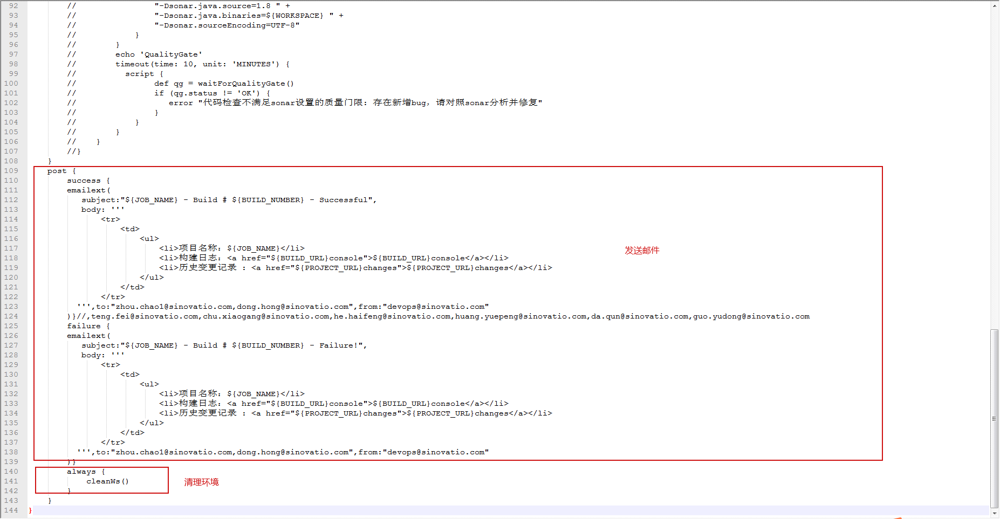 92 // "-Dsonar.java.source=1.8 " +
93 // "-Dsonar.java.binaries=${WORKSPACE} " +
94 // "-Dsonar.sourceEncoding=UTF-8"
95 // }
96 // }
97 // echo 'QualityGate'
98 // timeout(time: 10, unit: 'MINUTES') {
99 // script {
100 // def qg = waitForQualityGate()
101 // if (qg.status != 'OK') {
102 // error "代码检查不满足sonar设置的质量门限：存在新增bug，请对照sonar分析并修复"
103 // }
104 // }
105 // }
106 // }
107 //}
108 }
109 post {
110 success {
111 emailext(
112 subject:"${JOB_NAME} - Build # ${BUILD_NUMBER} - Successful",
113 body: '''
114 <tr>
115 <td>
116 <ul>
117 <li>项目名称：${JOB_NAME}</li>
118 <li>构建日志：<a href="${BUILD_URL}console">${BUILD_URL}console</a></li>
119 <li>历史变更记录 : <a href="${PROJECT_URL}changes">${PROJECT_URL}changes</a></li>
120 </ul>
121 </td>
122 </tr>
123 ''',to:"zhou.chao1@sinovatio.com,dong.hong@sinovatio.com",from:"devops@sinovatio.com"
124 )}//,teng.fei@sinovatio.com,chu.xiaogang@sinovatio.com,he.haifeng@sinovatio.com,huang.yuepeng@sinovatio.com,da.qun@sinovatio.com,guo.yudong@sinovatio.com
125 failure {
126 emailext(
127 subject:"${JOB_NAME} - Build # ${BUILD_NUMBER} - Failure!",
128 body: '''
129 <tr>
130 <td>
131 <ul>
132 <li>项目名称：${JOB_NAME}</li>
133 <li>构建日志：<a href="${BUILD_URL}console">${BUILD_URL}console</a></li>
134 <li>历史变更记录 : <a href="${PROJECT_URL}changes">${PROJECT_URL}changes</a></li>
135 </ul>
136 </td>
137 </tr>
138 ''',to:"zhou.chao1@sinovatio.com,dong.hong@sinovatio.com",from:"devops@sinovatio.com"
139 )}
140 always {
141 cleanWs()
142 }
143 }
144 }
发送邮件
清理环境